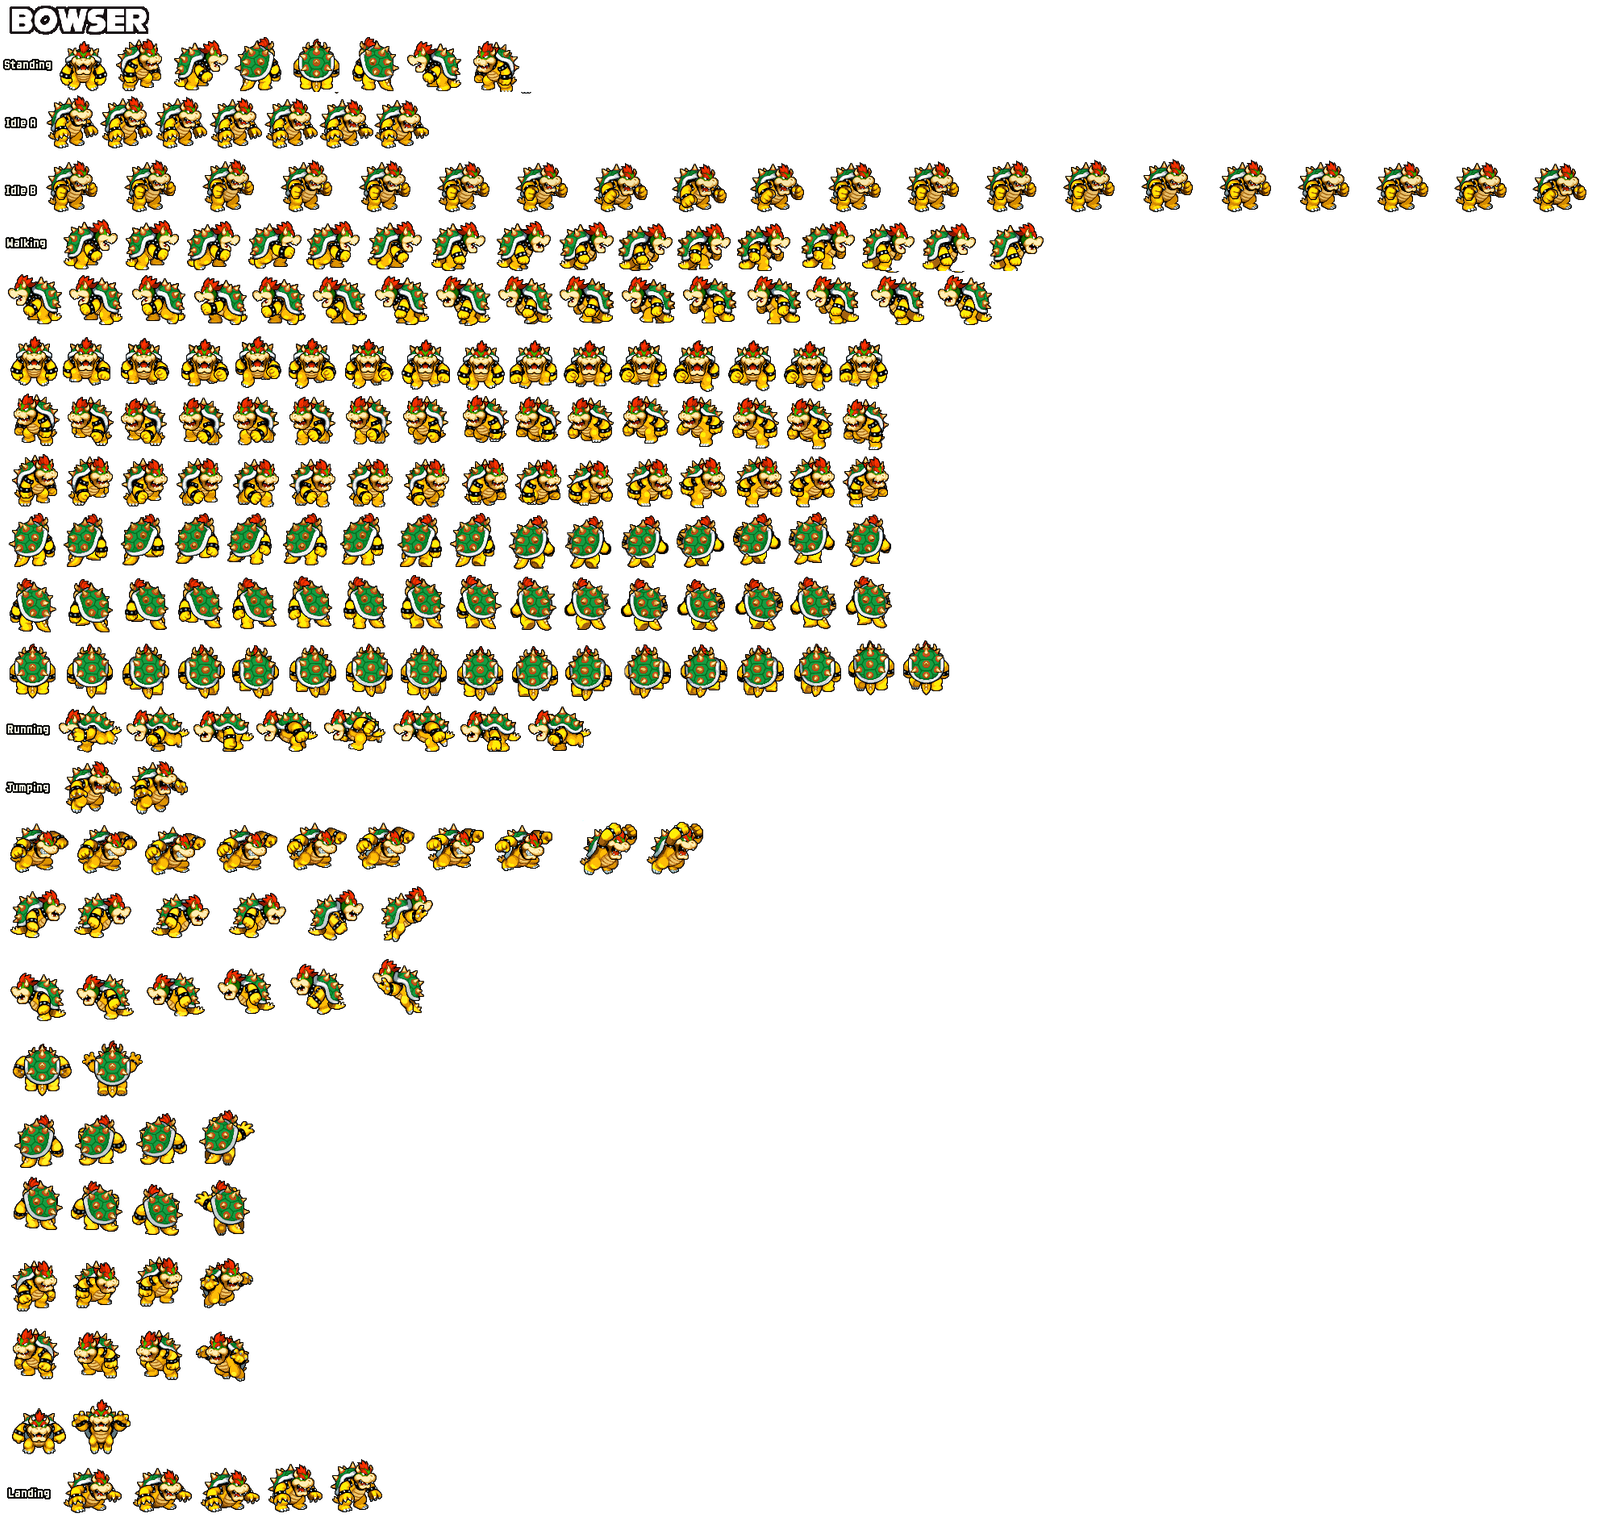 BOWSER
Standing
Idle A
Idle B
Walking
Running
Jumping
Landing